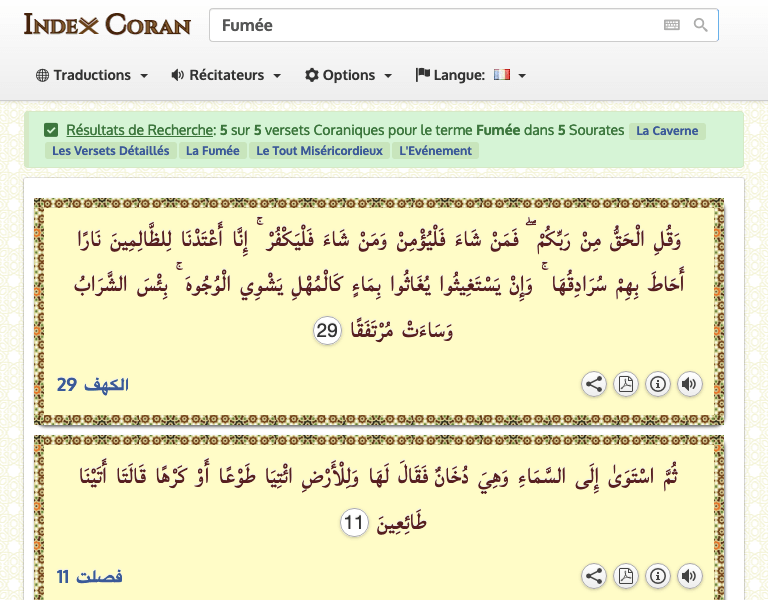 INDEX CORAN
Fumée
Traductions Récitateurs Options Langue:
Résultats de Recherche: 5 sur 5 versets Coraniques pour le terme Fumée dans 5 Sourates La Caverne
Les Versets Détaillés La Fumée Le Tout Miséricordieux L'Evénement
وَقُلِ الْحَقُّ مِنْ رَبِّكُمْ ۖ فَمَنْ شَاءَ فَلْيُؤْمِنْ وَمَنْ شَاءَ فَلْيَكْفُرْ ۚ إِنَّا أَعْتَدْنَا لِلظَّالِمِينَ نَارًا
أَحَاطَ بِهِمْ سُرَادِقُهَا ۚ وَإِنْ يَسْتَغِيثُوا يُغَاثُوا بِمَاءٍ كَالْمُهْلِ يَشْوِي الْوُجُوهَ ۚ بِئْسَ الشَّرَابُ
وَسَاءَتْ مُرْتَفَقًا 29
الكهف 29
ثُمَّ اسْتَوَىٰ إِلَى السَّمَاءِ وَهِيَ دُخَانٌ فَقَالَ لَهَا وَلِلْأَرْضِ ائْتِيَا طَوْعًا أَوْ كَرْهًا قَالَتَا أَتَيْنَا
طَائِعِينَ 11
فصلت 11